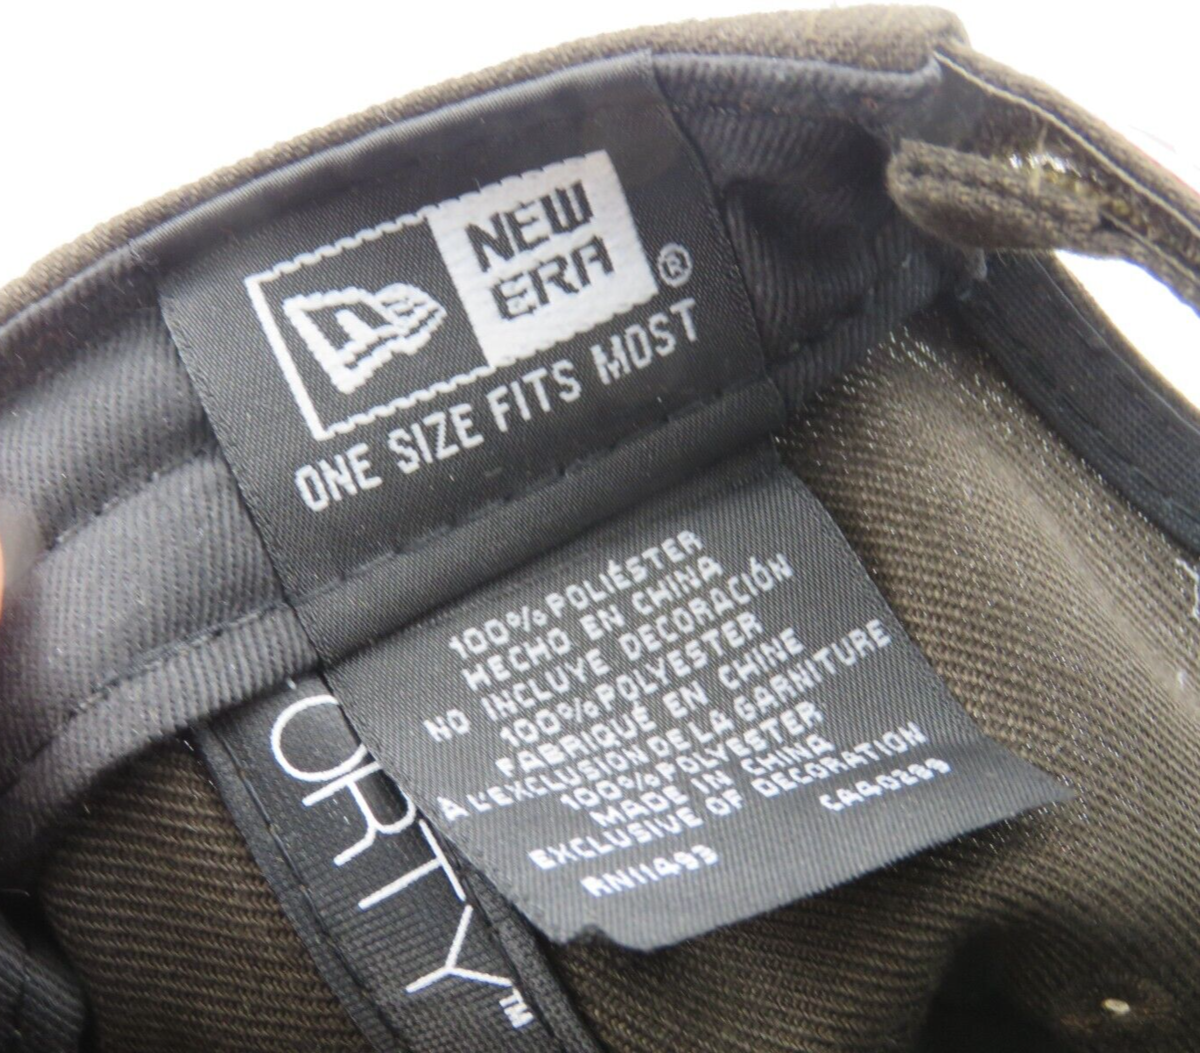 NEW
ERA
®
ONE SIZE FITS MOST
100% POLIÉSTER
HECHO EN CHINA
NO INCLUYE DECORACIÓN
100% POLYESTER
FABRIQUÉ EN CHINE
À L'EXCLUSION DE LA GARNITURE
100% POLYESTER
MADE IN CHINA
EXCLUSIVE OF DECORATION
RN11493 CA40289
ORTY™